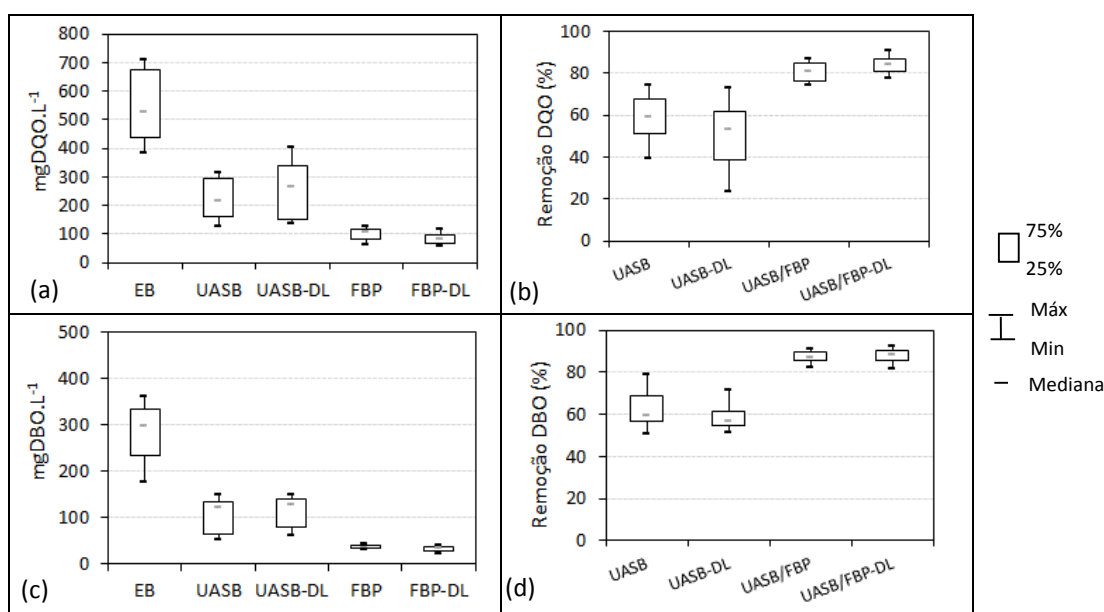 mgDQO.L⁻¹
800
700
600
500
400
300
200
100
0
EB UASB UASB-DL FBP FBP-DL
(a)
Remoção DQO (%)
100
80
60
40
20
0
UASB UASB-DL UASB/FBP UASB/FBP-DL
(b)
mgDBO.L⁻¹
500
400
300
200
100
0
EB UASB UASB-DL FBP FBP-DL
(c)
Remoção DBO (%)
100
80
60
40
20
0
UASB UASB-DL UASB/FBP UASB/FBP-DL
(d)
75%
25%
Máx
Min
Mediana